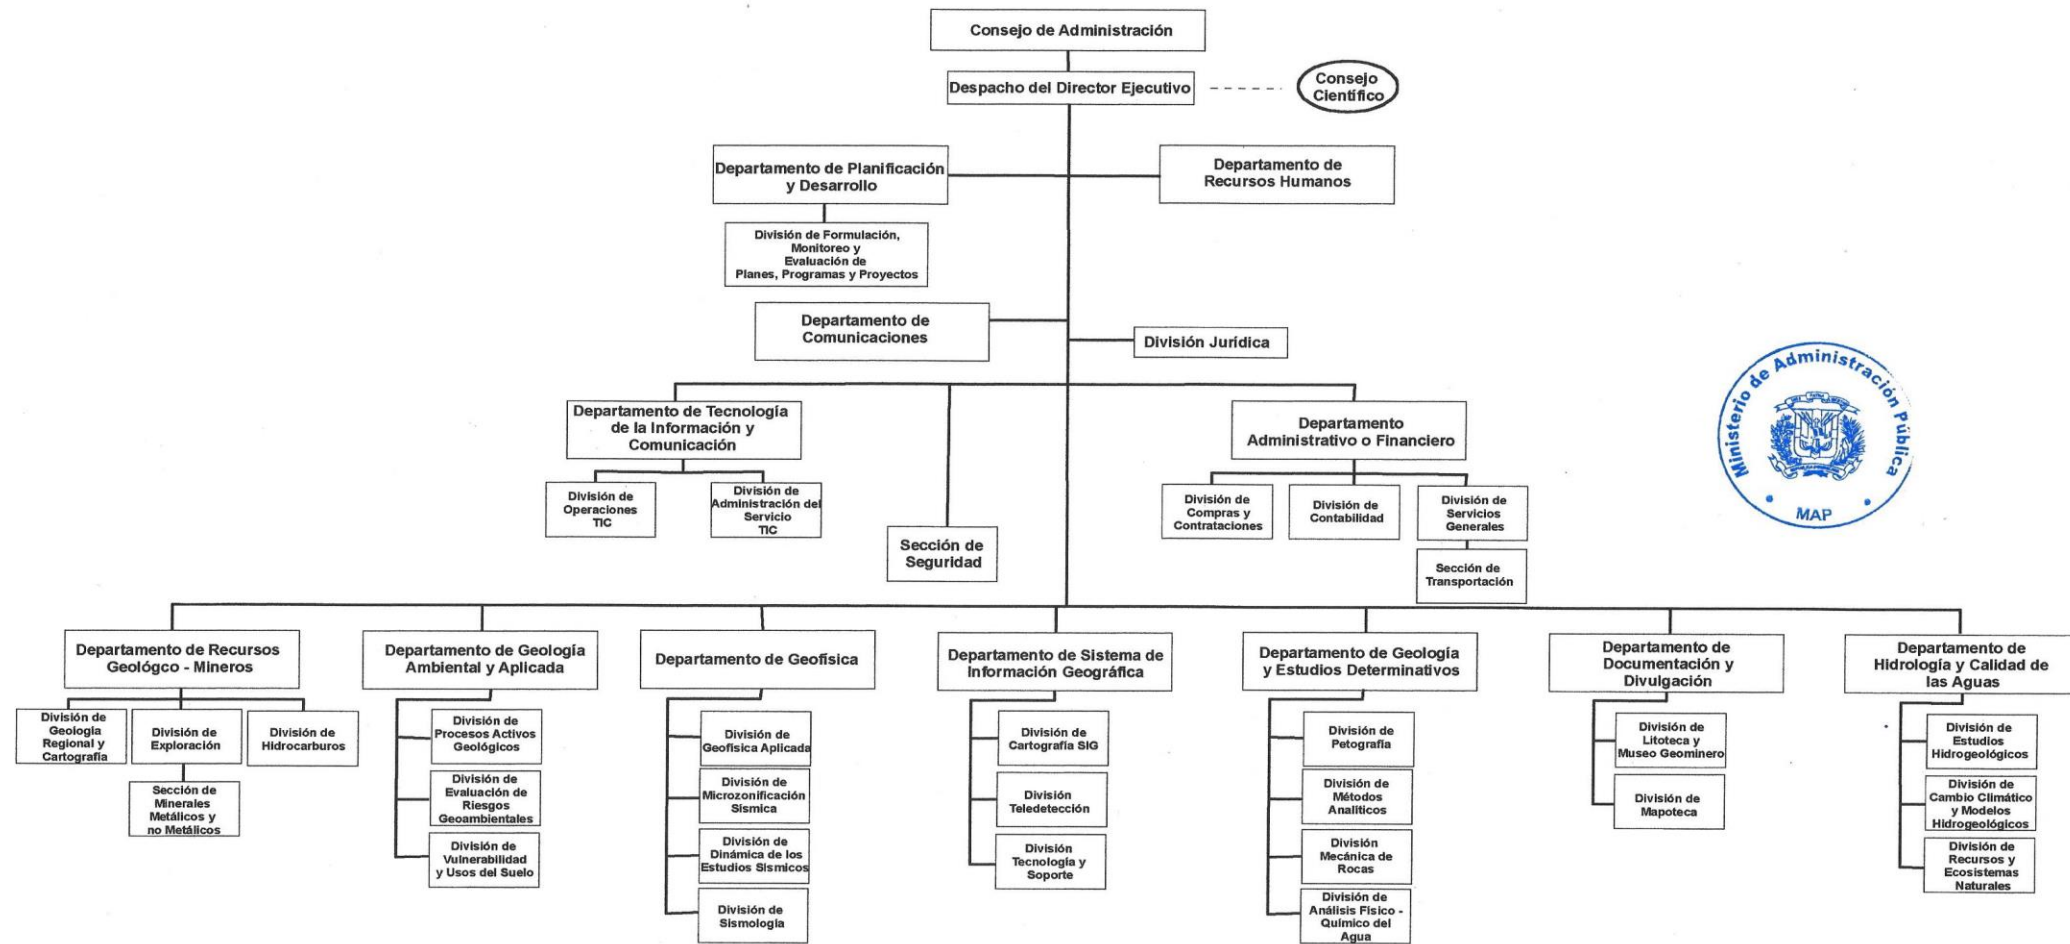 Consejo de Administración
Despacho del Director Ejecutivo
Consejo
Científico
Departamento de Planificación
y Desarrollo
Departamento de
Recursos Humanos
División de Formulación,
Monitoreo y
Evaluación de
Planes, Programas y Proyectos
Departamento de
Comunicaciones
División Jurídica
Departamento de Tecnología
de la Información y
Comunicación
Departamento
Administrativo o Financiero
División de
Operaciones
TIC
División de
Administración del
Servicio
TIC
Sección de
Seguridad
División de
Compras y
Contrataciones
División de
Contabilidad
División de
Servicios
Generales
Sección de
Transportación
Ministerio de Administración Pública
MAP
Departamento de Recursos
Geológco - Mineros
Departamento de Geología
Ambiental y Aplicada
Departamento de Geofísica
Departamento de Sistema de
Información Geográfica
Departamento de Geología
y Estudios Determinativos
Departamento de
Documentación y
Divulgación
Departamento de
Hidrología y Calidad de
las Aguas
División de
Geología
Regional y
Cartografía
División de
Exploración
División de
Hidrocarburos
Sección de
Minerales
Metálicos y
no Metálicos
División de
Procesos Activos
Geológicos
División de
Evaluación de
Riesgos
Geoambientales
División de
Vulnerabilidad
y Usos del Suelo
División de
Geofísica Aplicada
División de
Microzonificación
Sísmica
División de
Dinámica de los
Estudios Sísmicos
División de
Sismología
División de
Cartografía SIG
División
Teledetección
División
Tecnología y
Soporte
División de
Petografía
División de
Métodos
Analíticos
División
Mecánica de
Rocas
División de
Análisis Físico -
Químico del
Agua
División de
Litoteca y
Museo Geominero
División de
Mapoteca
División de
Estudios
Hidrogeológicos
División de
Cambio Climático
y Modelos
Hidrogeológicos
División de
Recursos y
Ecosistemas
Naturales